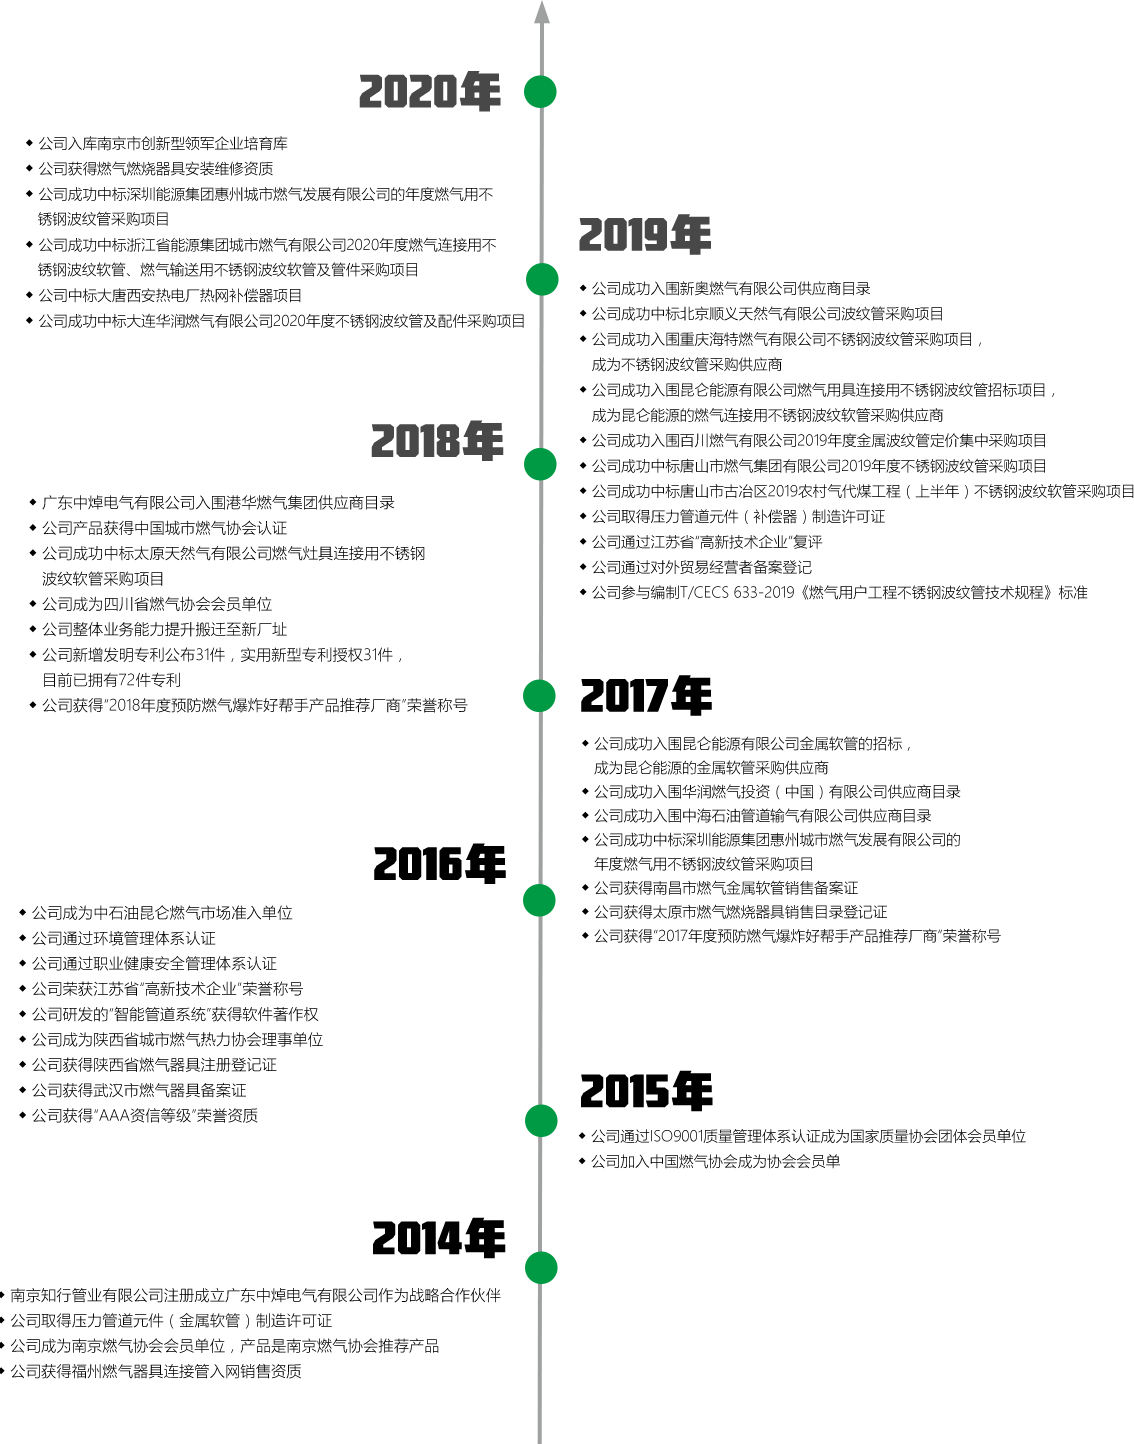 2020年
公司入库南京市创新型领军企业培育库
公司获得燃气燃烧器具安装维修资质
公司成功中标深圳能源集团惠州城市燃气发展有限公司的年度燃气用不
锈钢波纹管采购项目
公司成功中标浙江省能源集团城市燃气有限公司2020年度燃气连接用不
锈钢波纹软管、燃气输送用不锈钢波纹软管及管件采购项目
公司中标大唐西安热电厂热网补偿器项目
公司成功中标大连华润燃气有限公司2020年度不锈钢波纹管及配件采购项目
2019年
公司成功入围新奥燃气有限公司供应商目录
公司成功中标北京顺义天然气有限公司波纹管采购项目
公司成功入围重庆海特燃气有限公司不锈钢波纹管采购项目，
成为不锈钢波纹管采购供应商
公司成功入围昆仑能源有限公司燃气用具连接用不锈钢波纹管招标项目，
成为昆仑能源的燃气连接用不锈钢波纹软管采购供应商
公司成功入围百川燃气有限公司2019年度金属波纹管定价集中采购项目
公司成功中标唐山市燃气集团有限公司2019年度不锈钢波纹管采购项目
公司成功中标唐山市古冶区2019农村气代煤工程（上半年）不锈钢波纹软管采购项目
公司取得压力管道元件（补偿器）制造许可证
公司通过江苏省“高新技术企业”复评
公司通过对外贸易经营者备案登记
公司参与编制T/CECS 633-2019《燃气用户工程不锈钢波纹管技术规程》标准
2018年
广东中焯电气有限公司入围港华燃气集团供应商目录
公司产品获得中国城市燃气协会认证
公司成功中标太原天然气有限公司燃气灶具连接用不锈钢
波纹软管采购项目
公司成为四川省燃气协会会员单位
公司整体业务能力提升搬迁至新厂址
公司新增发明专利公布31件，实用新型专利授权31件，
目前已拥有72件专利
公司获得“2018年度预防燃气爆炸好帮手产品推荐厂商”荣誉称号
2017年
公司成功入围昆仑能源有限公司金属软管的招标，
成为昆仑能源的金属软管采购供应商
公司成功入围华润燃气投资（中国）有限公司供应商目录
公司成功入围中海石油管道输气有限公司供应商目录
公司成功中标深圳能源集团惠州城市燃气发展有限公司的
年度燃气用不锈钢波纹管采购项目
公司获得南昌市燃气金属软管销售备案证
公司获得太原市燃气燃烧器具销售目录登记证
公司获得“2017年度预防燃气爆炸好帮手产品推荐厂商”荣誉称号
2016年
公司成为中石油昆仑燃气市场准入单位
公司通过环境管理体系认证
公司通过职业健康安全管理体系认证
公司荣获江苏省“高新技术企业”荣誉称号
公司研发的“智能管道系统”获得软件著作权
公司成为陕西省城市燃气热力协会理事单位
公司获得陕西省燃气器具注册登记证
公司获得武汉市燃气器具备案证
公司获得“AAA资信等级”荣誉资质
2015年
公司通过ISO9001质量管理体系认证成为国家质量协会团体会员单位
公司加入中国燃气协会成为协会会员单
2014年
南京知行管业有限公司注册成立广东中焯电气有限公司作为战略合作伙伴
公司取得压力管道元件（金属软管）制造许可证
公司成为南京燃气协会会员单位，产品是南京燃气协会推荐产品
公司获得福州燃气器具连接管入网销售资质